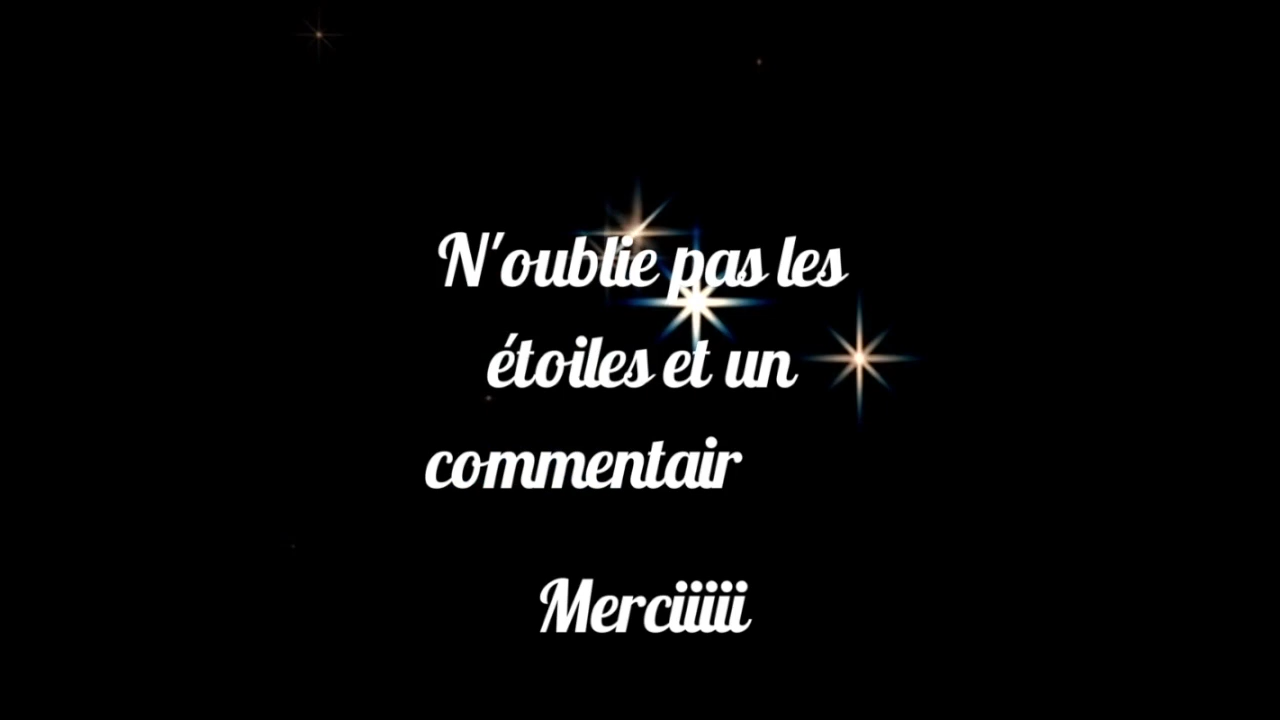 N'oublie pas les
étoiles et un
commentair
Merciiiii